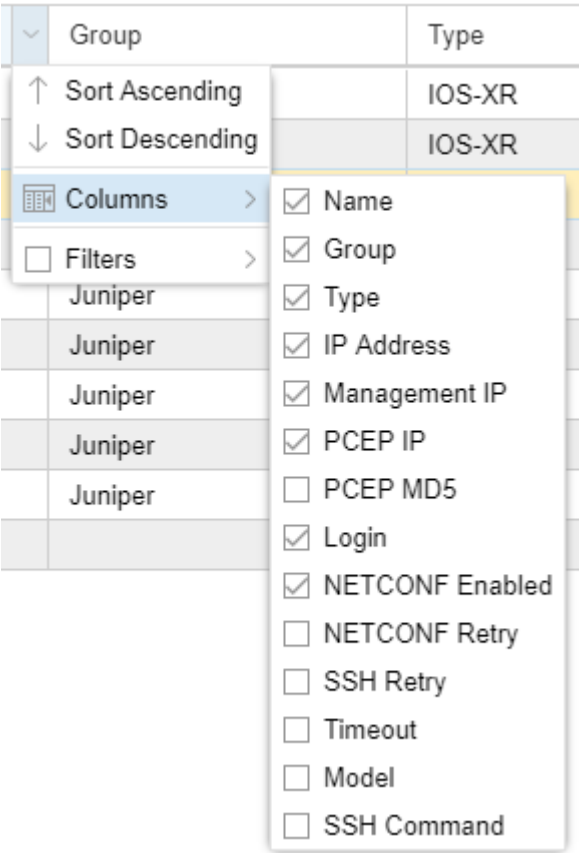 Group Type
Sort Ascending IOS-XR
Sort Descending IOS-XR
Columns
Filters
Name
Group
Type
IP Address
Management IP
PCEP IP
PCEP MD5
Login
NETCONF Enabled
NETCONF Retry
SSH Retry
Timeout
Model
SSH Command
Juniper
Juniper
Juniper
Juniper
Juniper